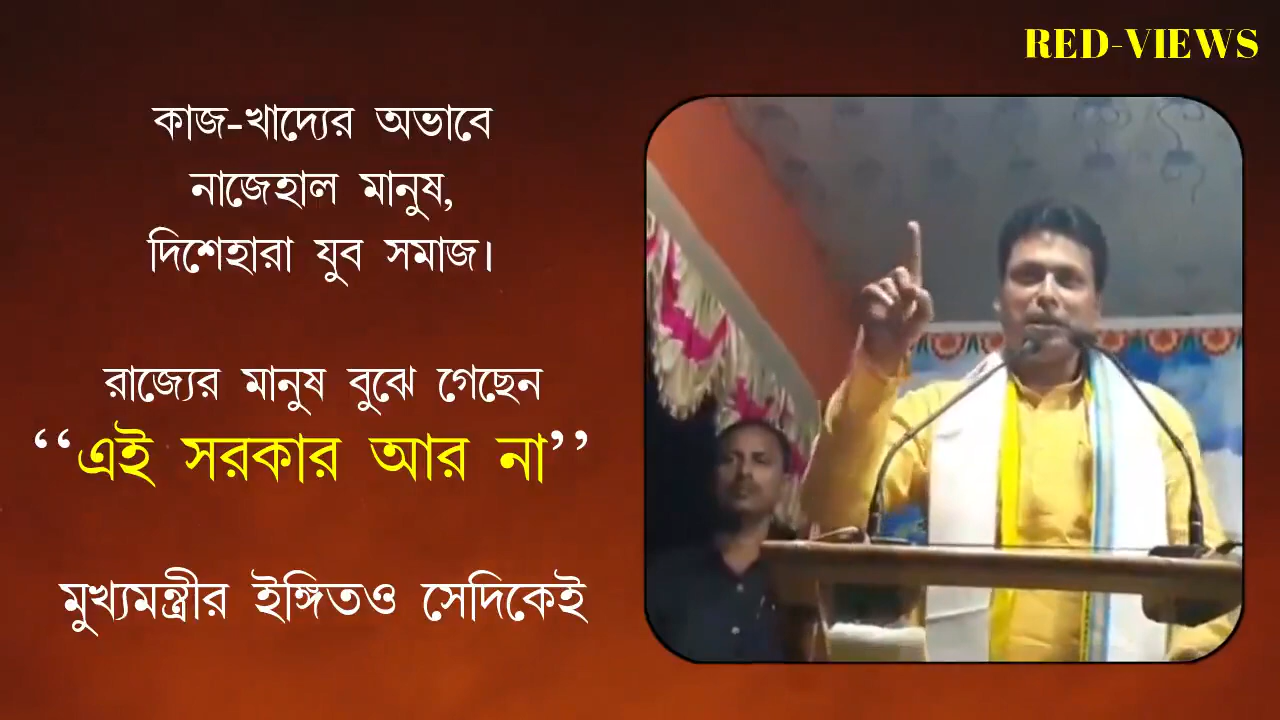 RED-VIEWS
কাজ-খাদ্যের অভাবে
নাজেহাল মানুষ,
দিশেহারা যুব সমাজ।
রাজ্যের মানুষ বুঝে গেছেন
‘‘এই সরকার আর না’’
মুখ্যমন্ত্রীর ইঙ্গিতও সেদিকেই